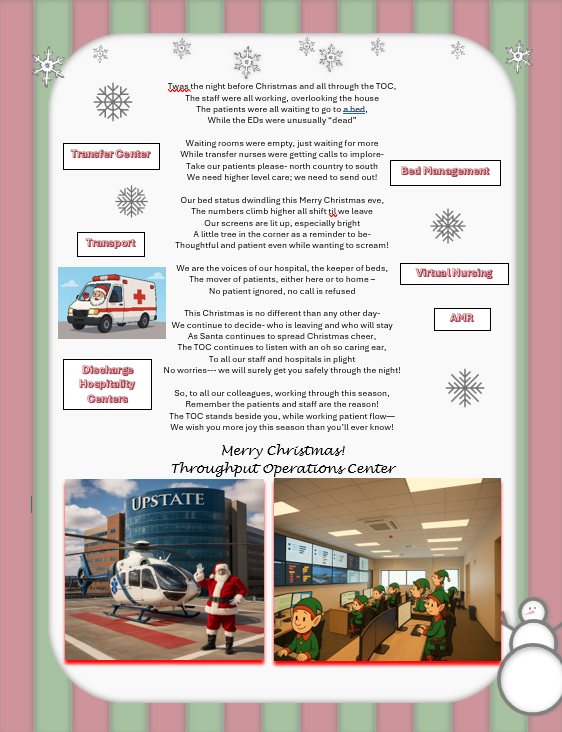 Twas the night before Christmas and all through the TOC,
The staff were all working, overlooking the house
The patients were all waiting to go to a bed,
While the EDs were unusually “dead”
Waiting rooms were empty, just waiting for more
While transfer nurses were getting calls to implore-
Take our patients please- north country to south
We need higher level care; we need to send out!
Our bed status dwindling this Merry Christmas eve,
The numbers climb higher all shift til we leave
Our screens are lit up, especially bright
A little tree in the corner as a reminder to be-
Thoughtful and patient even while wanting to scream!
We are the voices of our hospital, the keeper of beds,
The mover of patients, either here or to home –
No patient ignored, no call is refused
This Christmas is no different than any other day-
We continue to decide- who is leaving and who will stay
As Santa continues to spread Christmas cheer,
The TOC continues to listen with an oh so caring ear,
To all our staff and hospitals in plight
No worries--- we will surely get you safely through the night!
So, to all our colleagues, working through this season,
Remember the patients and staff are the reason!
The TOC stands beside you, while working patient flow—
We wish you more joy this season than you’ll ever know!
Merry Christmas!
Throughput Operations Center
Transfer Center
Transport
Discharge
Hospitality
Centers
Bed Management
Virtual Nursing
AMR
UPSTATE